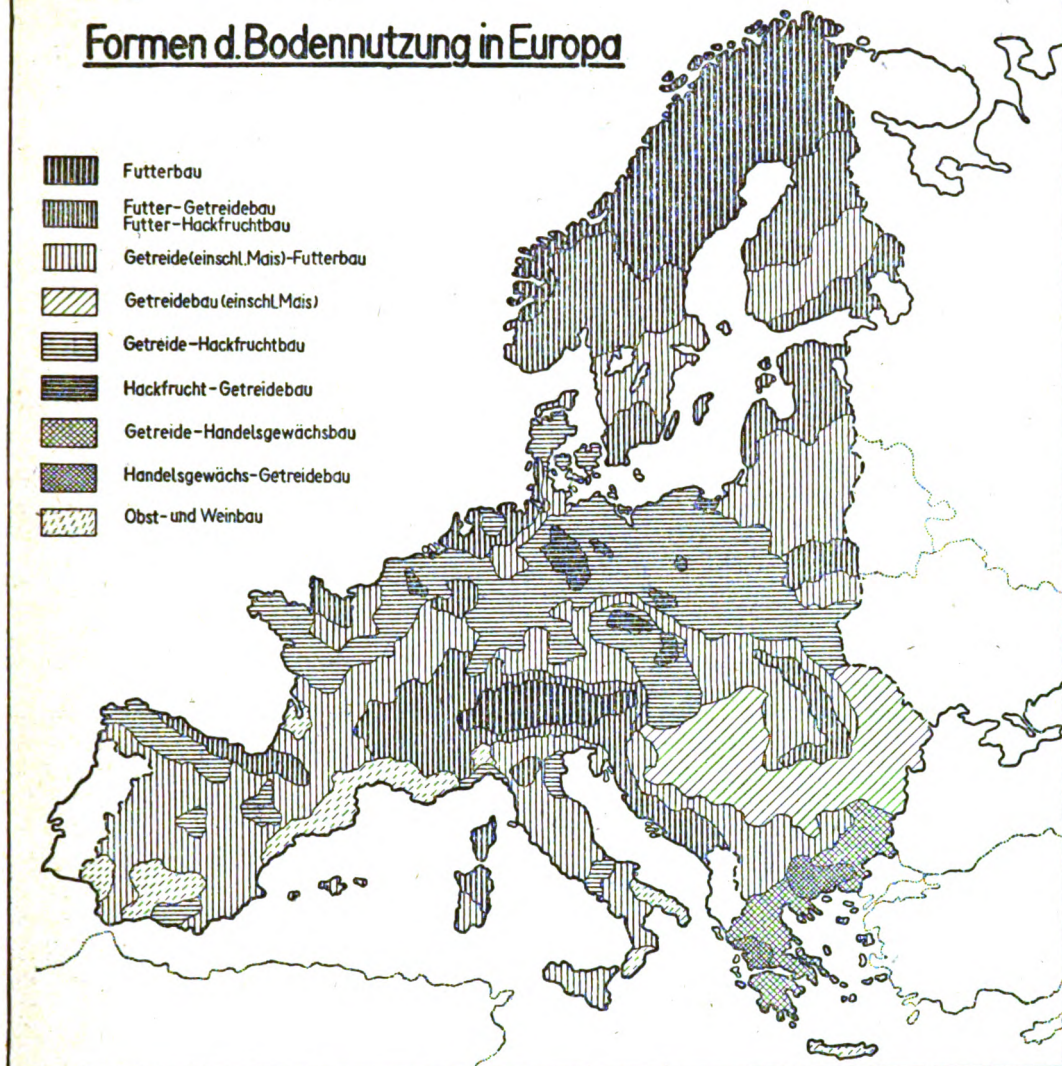 Formen d. Bodennutzung in Europa
Futterbau
Futter-Getreidebau
Futter-Hackfruchtbau
Getreide(einschl. Mais)-Futterbau
Getreidebau (einschl. Mais)
Getreide-Hackfruchtbau
Hackfrucht-Getreidebau
Getreide-Handelsgewächsbau
Handelsgewächs-Getreidebau
Obst- und Weinbau